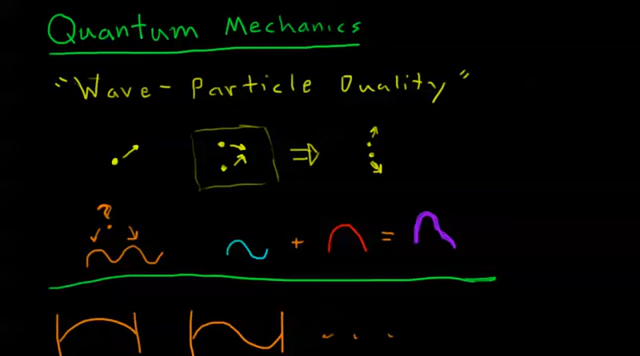 Quantum Mechanics
"Wave-Particle Duality"
?
+ =